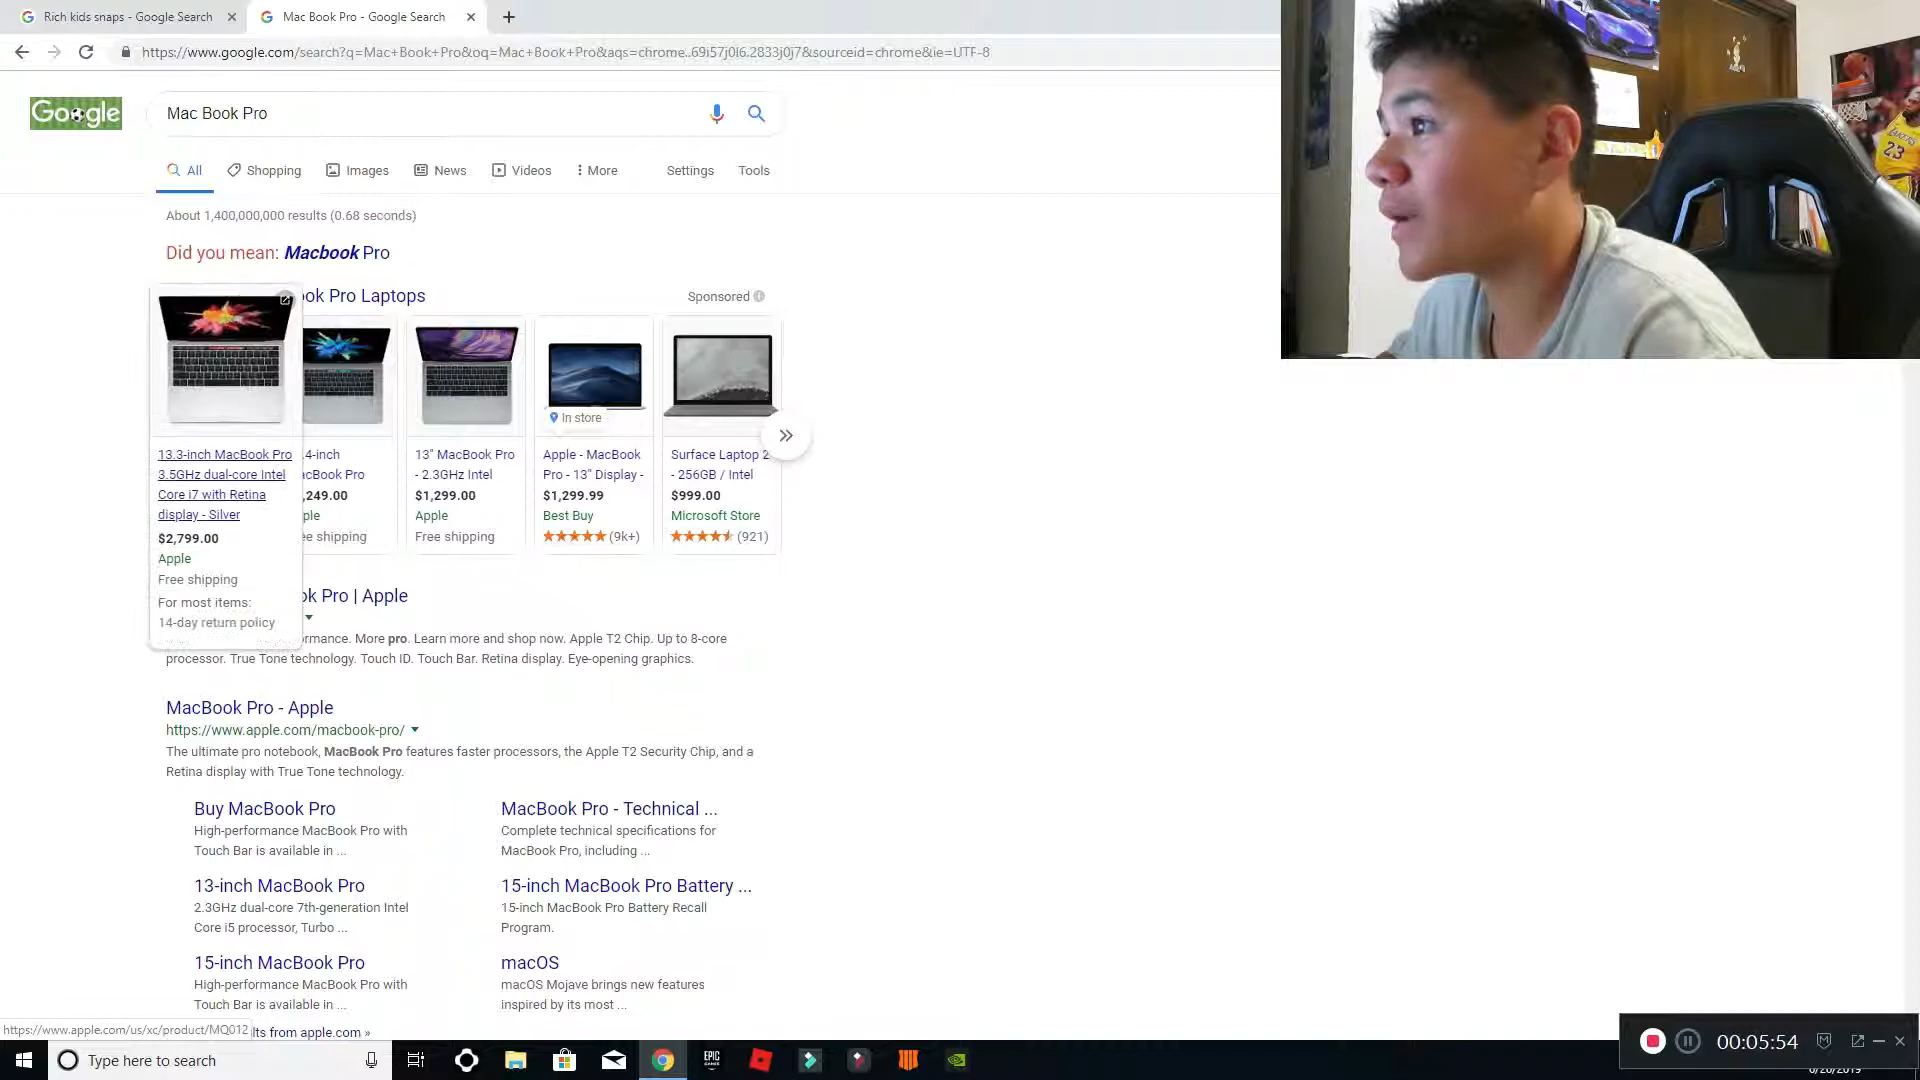 Rich kids snaps - Google Search
Mac Book Pro - Google Search
https://www.google.com/search?q=Mac+Book+Pro&oq=Mac+Book+Pro&aqs=chrome..69i57j0l6.2833j0j7&sourceid=chrome&ie=UTF-8
Google
Mac Book Pro
All
Shopping
Images
News
Videos
More
Settings
Tools
About 1,400,000,000 results (0.68 seconds)
Did you mean: Macbook Pro
ok Pro Laptops
Sponsored
13.3-inch MacBook Pro
3.5GHz dual-core Intel
Core i7 with Retina
display - Silver
$2,799.00
Apple
Free shipping
For most items:
14-day return policy
.4-inch
acBook Pro
,249.00
ple
ee shipping
13" MacBook Pro
- 2.3GHz Intel
$1,299.00
Apple
Free shipping
In store
Apple - MacBook
Pro - 13" Display -
$1,299.99
Best Buy
(9k+)
Surface Laptop 2
- 256GB / Intel
$999.00
Microsoft Store
(921)
ok Pro | Apple
ormance. More pro. Learn more and shop now. Apple T2 Chip. Up to 8-core
processor. True Tone technology. Touch ID. Touch Bar. Retina display. Eye-opening graphics.
MacBook Pro - Apple
https://www.apple.com/macbook-pro/
The ultimate pro notebook, MacBook Pro features faster processors, the Apple T2 Security Chip, and a
Retina display with True Tone technology.
Buy MacBook Pro
High-performance MacBook Pro with
Touch Bar is available in ...
MacBook Pro - Technical ...
Complete technical specifications for
MacBook Pro, including ...
13-inch MacBook Pro
2.3GHz dual-core 7th-generation Intel
Core i5 processor, Turbo ...
15-inch MacBook Pro Battery ...
15-inch MacBook Pro Battery Recall
Program.
15-inch MacBook Pro
High-performance MacBook Pro with
Touch Bar is available in ...
macOS
macOS Mojave brings new features
inspired by its most ...
https://www.apple.com/us/xc/product/MQ012
lts from apple.com »
Type here to search
EPIC
GAMES
00:05:54
LAKERS
23